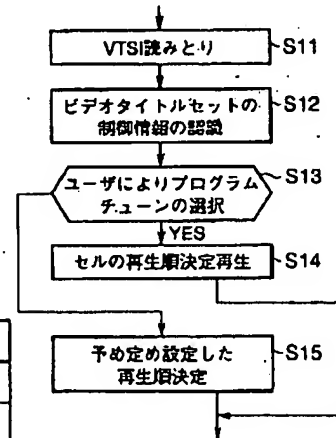 VTSI読みとり
S11
ビデオタイトルセットの
制御情報の認識
S12
ユーザによりプログラム
チェーンの選択
S13
YES
セルの再生順決定再生
S14
予め定め設定した
再生順決定
S15